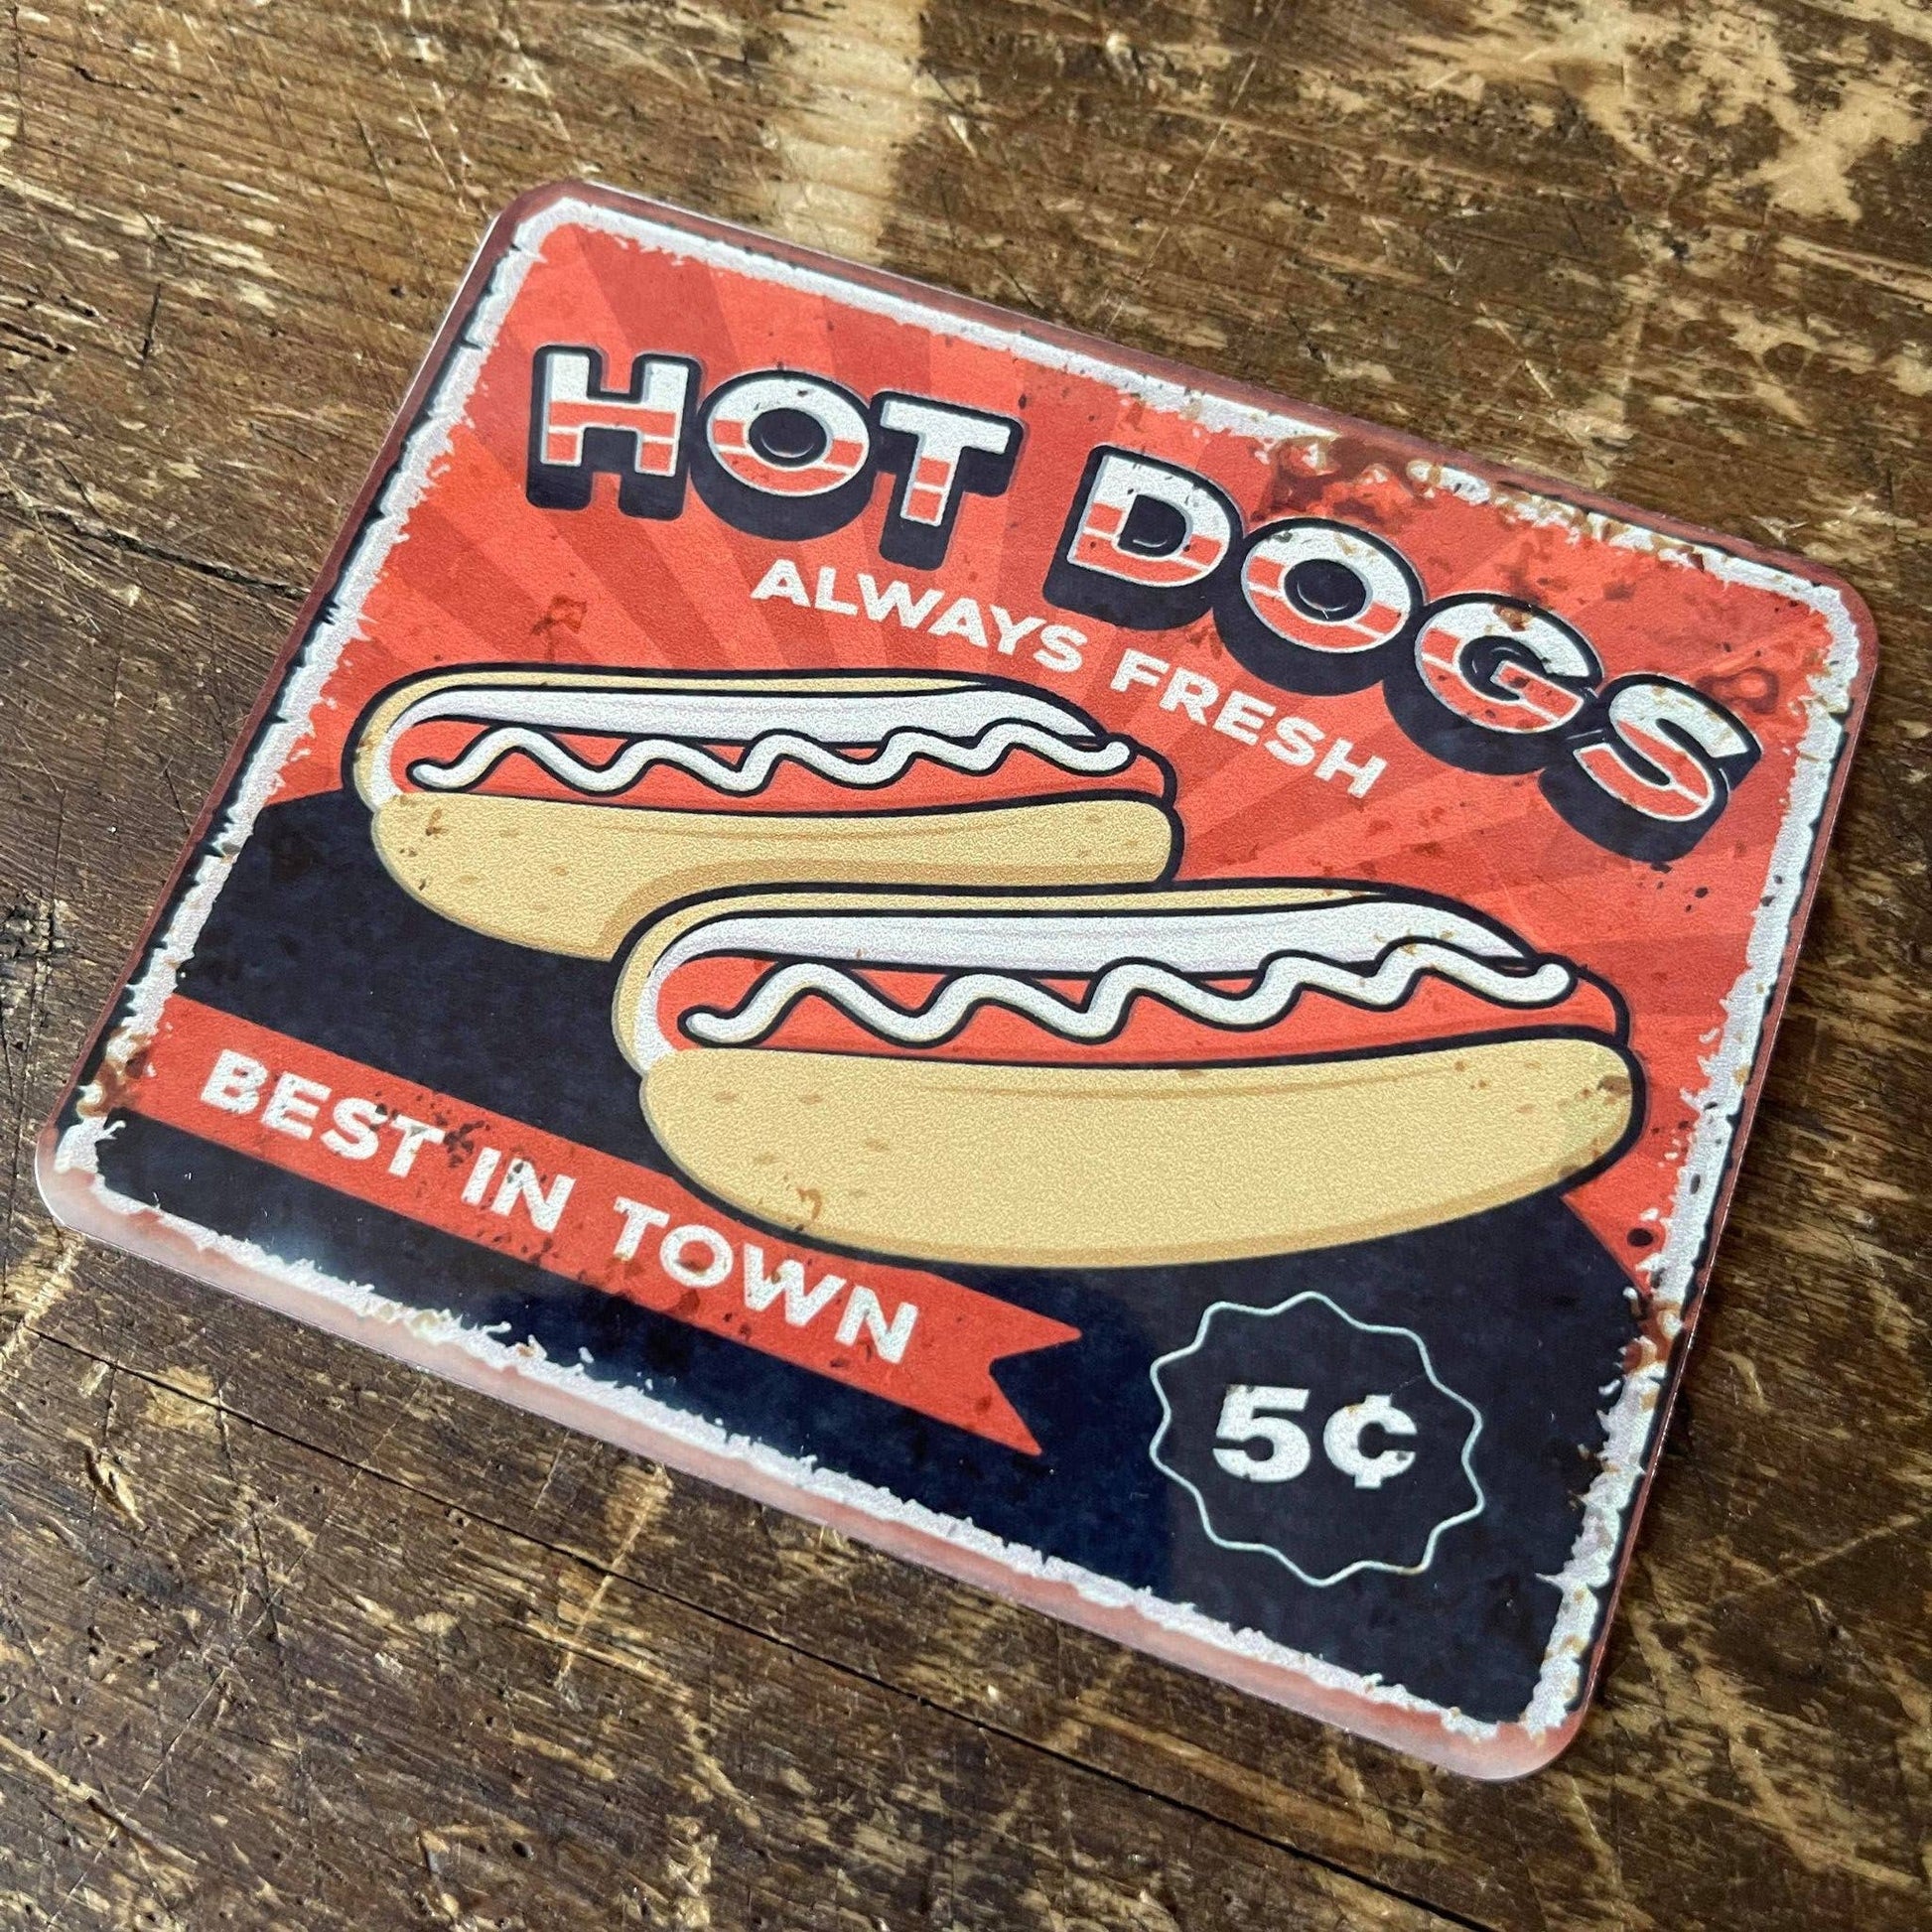 HOT DOGS
ALWAYS FRESH
BEST IN TOWN
5¢